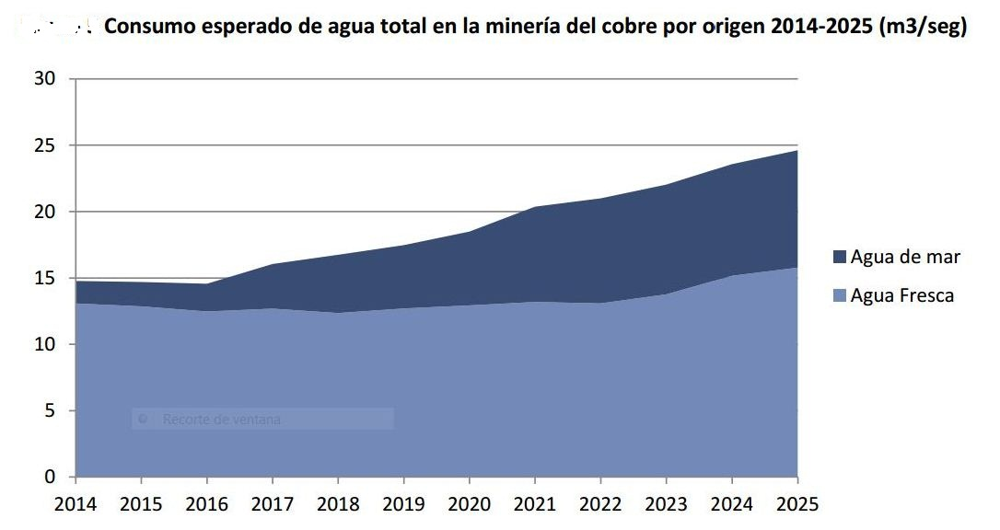 Consumo esperado de agua total en la minería del cobre por origen 2014-2025 (m3/seg)
30
25
20
15
10
5
0
Agua de mar
Agua Fresca
Recorte de ventana
2014 2015 2016 2017 2018 2019 2020 2021 2022 2023 2024 2025